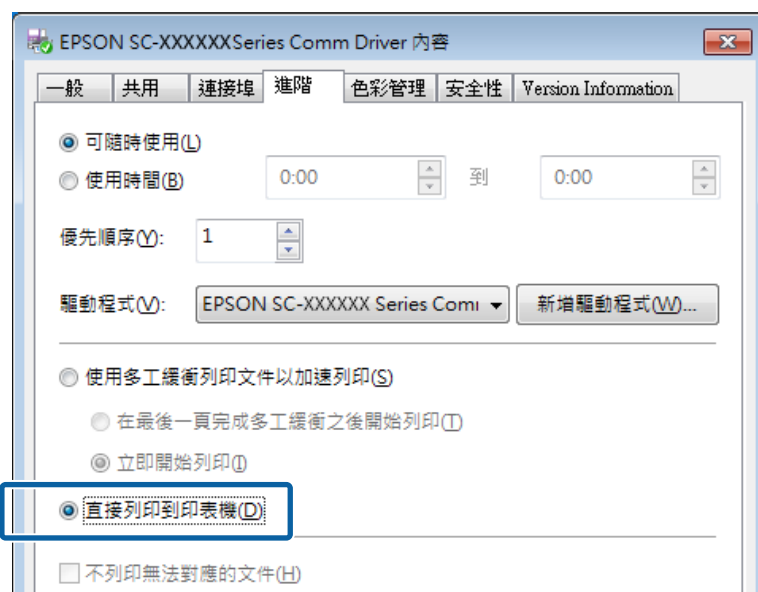 EPSON SC-XXXXXXSeries Comm Driver 內容
一般 共用 連接埠 進階 色彩管理 安全性 Version Information
可隨時使用(L)
使用時間(B) 0:00 到 0:00
優先順序(Y): 1
驅動程式(V): EPSON SC-XXXXXX Series Comı 新增驅動程式(W)...
使用多工緩衝列印文件以加速列印(S)
在最後一頁完成多工緩衝之後開始列印(T)
立即開始列印(I)
直接列印到印表機(D)
不列印無法對應的文件(H)